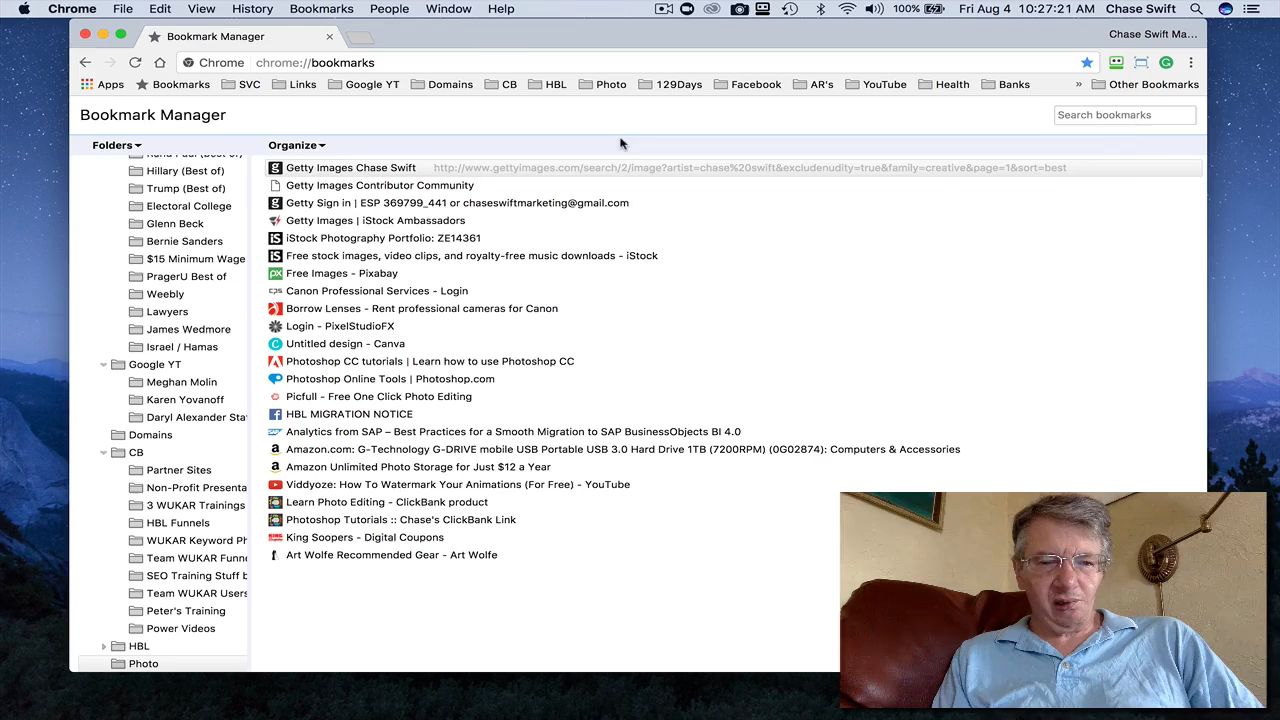 Chrome File Edit View History Bookmarks People Window Help 100% Fri Aug 4 10:27:21 AM Chase Swift
Bookmark Manager Chase Swift Ma...
Chrome chrome://bookmarks
Apps Bookmarks SVC Links Google YT Domains CB HBL Photo 129Days Facebook AR's YouTube Health Banks » Other Bookmarks
Bookmark Manager Search bookmarks
Folders Organize
Hillary (Best of)
Trump (Best of)
Electoral College
Glenn Beck
Bernie Sanders
$15 Minimum Wage
PragerU Best of
Weebly
Lawyers
James Wedmore
Israel / Hamas
Google YT
Meghan Molin
Karen Yovanoff
Daryl Alexander Sta
Domains
CB
Partner Sites
Non-Profit Presenta
3 WUKAR Trainings
HBL Funnels
WUKAR Keyword Ph
Team WUKAR Funne
SEO Training Stuff b
Team WUKAR Users
Peter's Training
Power Videos
HBL
Photo
Getty Images Chase Swift http://www.gettyimages.com/search/2/image?artist=chase%20swift&excludenudity=true&family=creative&page=1&sort=best
Getty Images Contributor Community
Getty Sign in | ESP 369799_441 or chaseswiftmarketing@gmail.com
Getty Images | iStock Ambassadors
iStock Photography Portfolio: ZE14361
Free stock images, video clips, and royalty-free music downloads - iStock
Free Images - Pixabay
Canon Professional Services - Login
Borrow Lenses - Rent professional cameras for Canon
Login - PixelStudioFX
Untitled design - Canva
Photoshop CC tutorials | Learn how to use Photoshop CC
Photoshop Online Tools | Photoshop.com
Picfull - Free One Click Photo Editing
HBL MIGRATION NOTICE
Analytics from SAP – Best Practices for a Smooth Migration to SAP BusinessObjects BI 4.0
Amazon.com: G-Technology G-DRIVE mobile USB Portable USB 3.0 Hard Drive 1TB (7200RPM) (0G02874): Computers & Accessories
Amazon Unlimited Photo Storage for Just $12 a Year
Viddyoze: How To Watermark Your Animations (For Free) - YouTube
Learn Photo Editing - ClickBank product
Photoshop Tutorials :: Chase's ClickBank Link
King Soopers - Digital Coupons
Art Wolfe Recommended Gear - Art Wolfe